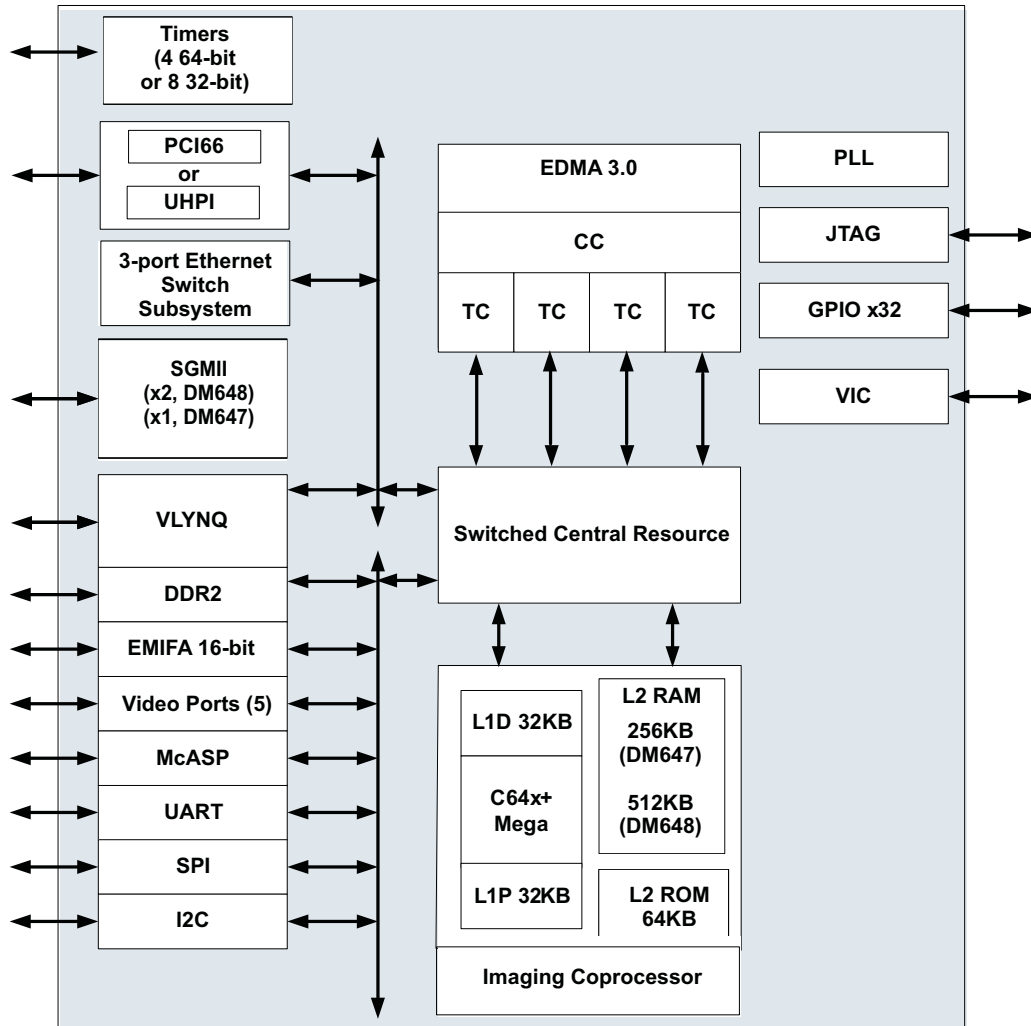 Timers
(4 64-bit
or 8 32-bit)
PCI66
or
UHPI
3-port Ethernet
Switch
Subsystem
SGMII
(x2, DM648)
(x1, DM647)
VLYNQ
DDR2
EMIFA 16-bit
Video Ports (5)
McASP
UART
SPI
I2C
EDMA 3.0
CC
TC TC TC TC
Switched Central Resource
L1D 32KB
C64x+
Mega
L1P 32KB
L2 RAM
256KB
(DM647)
512KB
(DM648)
L2 ROM
64KB
Imaging Coprocessor
PLL
JTAG
GPIO x32
VIC